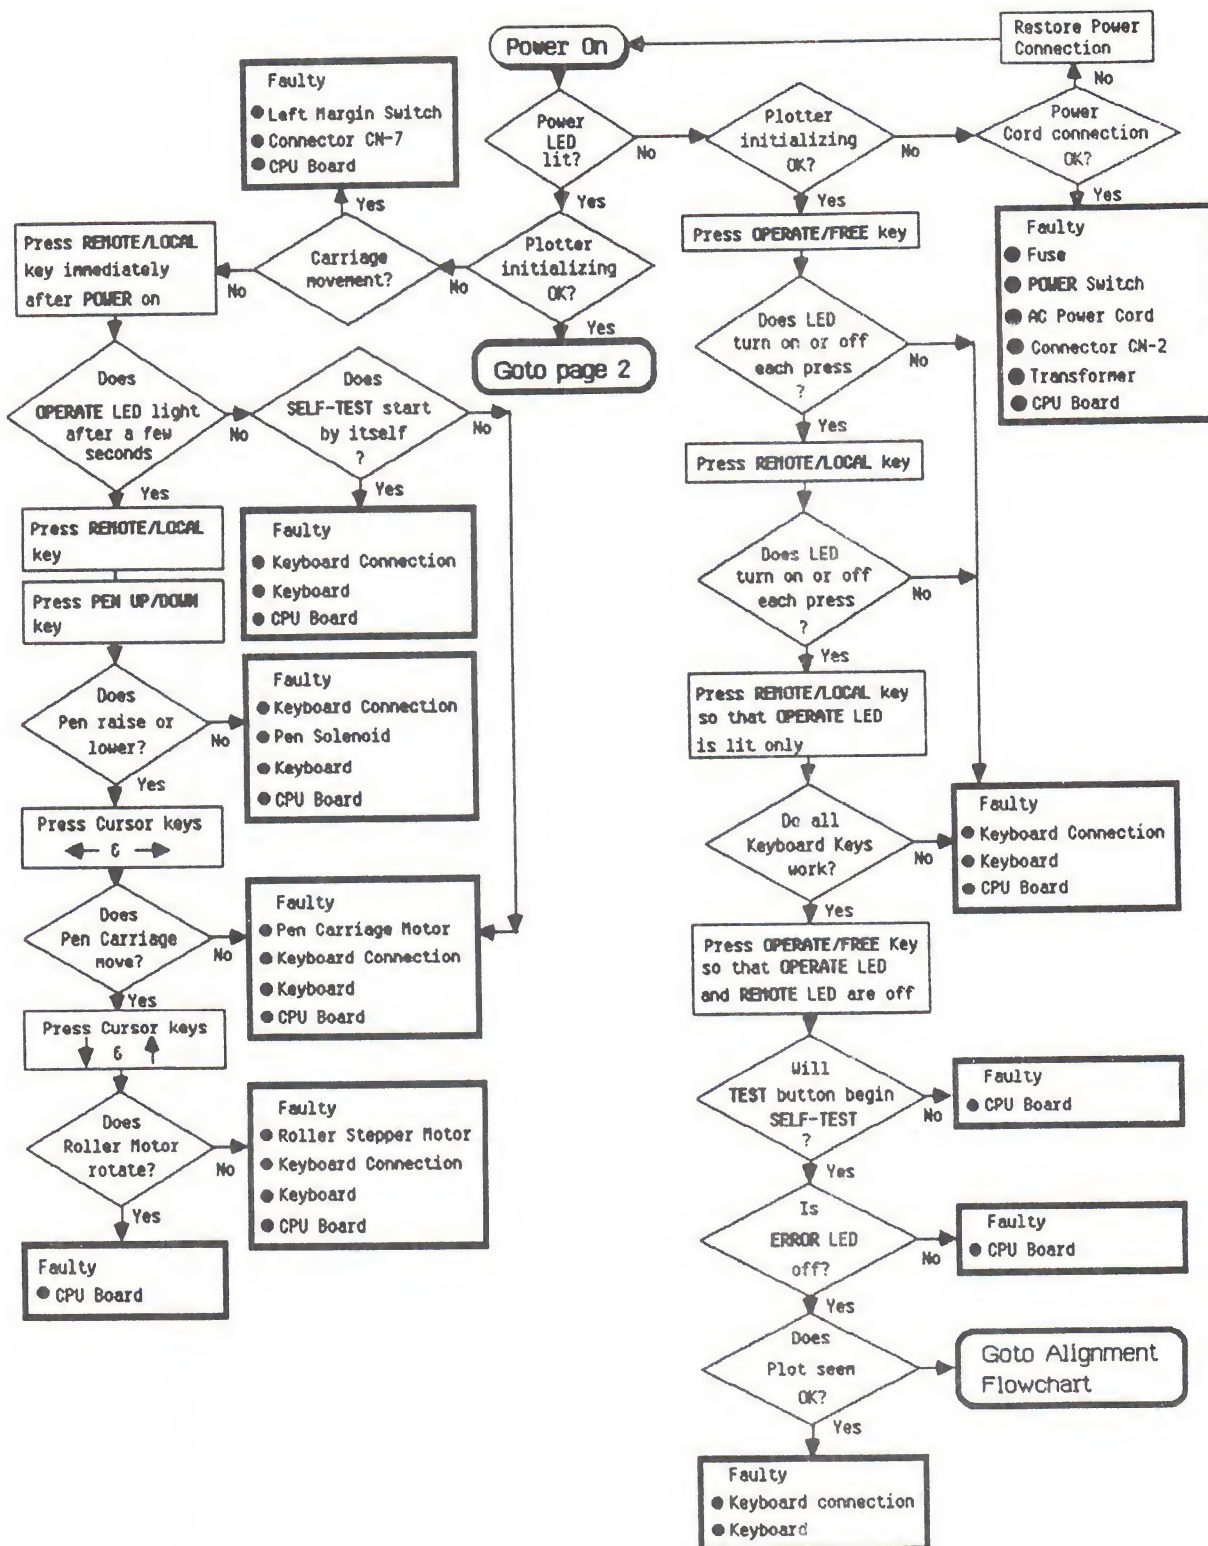 Power On
Restore Power
Connection
No
Power
LED
lit?
No
Plotter
initializing
OK?
No
Power
Cord connection
OK?
Yes
Faulty
● Fuse
● POWER Switch
● AC Power Cord
● Connector CN-2
● Transformer
● CPU Board
Yes
Plotter
initializing
OK?
Yes
Goto page 2
No
Carriage
movement?
Yes
Faulty
● Left Margin Switch
● Connector CN-7
● CPU Board
No
Press REMOTE/LOCAL
key immediately
after POWER on
Does
OPERATE LED light
after a few
seconds
No
Does
SELF-TEST start
by itself
?
No
Yes
Faulty
● Keyboard Connection
● Keyboard
● CPU Board
Yes
Press REMOTE/LOCAL
key
Press PEN UP/DOWN
key
Does
Pen raise or
lower?
No
Faulty
● Keyboard Connection
● Pen Solenoid
● Keyboard
● CPU Board
Yes
Press Cursor keys
← & →
Does
Pen Carriage
move?
No
Faulty
● Pen Carriage Motor
● Keyboard Connection
● Keyboard
● CPU Board
Yes
Press Cursor keys
↓ & ↑
Does
Roller Motor
rotate?
No
Faulty
● Roller Stepper Motor
● Keyboard Connection
● Keyboard
● CPU Board
Yes
Faulty
● CPU Board
Yes
Press OPERATE/FREE key
Does LED
turn on or off
each press
?
No
Yes
Press REMOTE/LOCAL key
Does LED
turn on or off
each press
?
No
Yes
Press REMOTE/LOCAL key
so that OPERATE LED
is lit only
Do all
Keyboard Keys
work?
No
Faulty
● Keyboard Connection
● Keyboard
● CPU Board
Yes
Press OPERATE/FREE Key
so that OPERATE LED
and REMOTE LED are off
Will
TEST button begin
SELF-TEST
?
No
Faulty
● CPU Board
Yes
Is
ERROR LED
off?
No
Faulty
● CPU Board
Yes
Does
Plot seem
OK?
Goto Alignment
Flowchart
Yes
Faulty
● Keyboard connection
● Keyboard